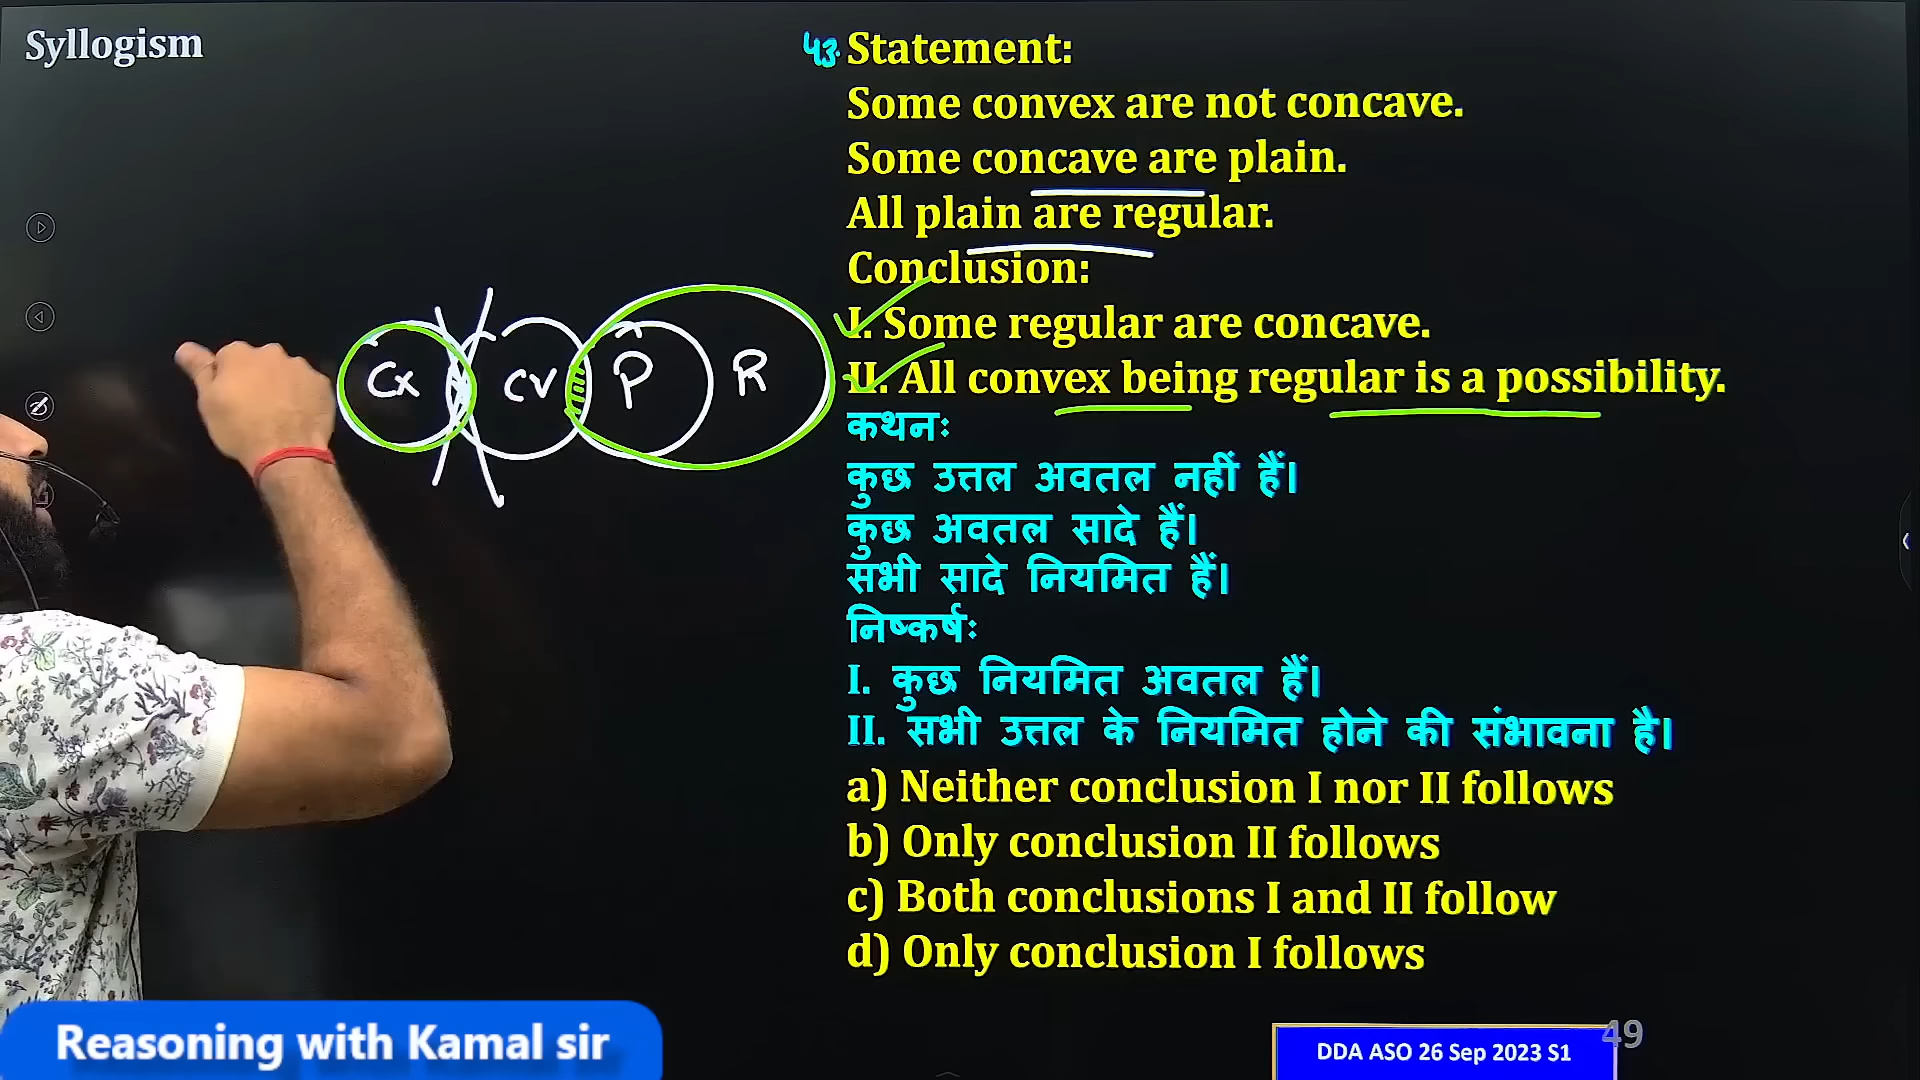 Syllogism
43. Statement:
Some convex are not concave.
Some concave are plain.
All plain are regular.
Conclusion:
I. Some regular are concave.
II. All convex being regular is a possibility.
Cx CV P R
कथनः
कुछ उत्तल अवतल नहीं हैं।
कुछ अवतल सादे हैं।
सभी सादे नियमित हैं।
निष्कर्षः
I. कुछ नियमित अवतल हैं।
II. सभी उत्तल के नियमित होने की संभावना है।
a) Neither conclusion I nor II follows
b) Only conclusion II follows
c) Both conclusions I and II follow
d) Only conclusion I follows
Reasoning with Kamal sir
49
DDA ASO 26 Sep 2023 S1